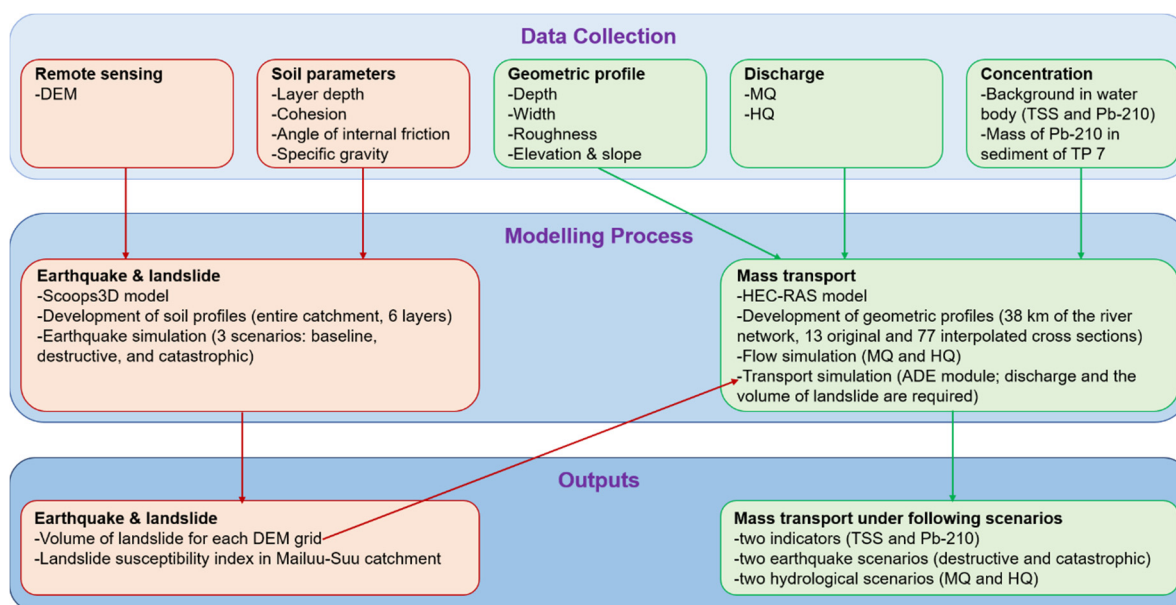 Data Collection
Remote sensing
-DEM
Soil parameters
-Layer depth
-Cohesion
-Angle of internal friction
-Specific gravity
Geometric profile
-Depth
-Width
-Roughness
-Elevation & slope
Discharge
-MQ
-HQ
Concentration
-Background in water
body (TSS and Pb-210)
-Mass of Pb-210 in
sediment of TP 7
Modelling Process
Earthquake & landslide
-Scoops3D model
-Development of soil profiles (entire catchment, 6 layers)
-Earthquake simulation (3 scenarios: baseline,
destructive, and catastrophic)
Mass transport
-HEC-RAS model
-Development of geometric profiles (38 km of the river
network, 13 original and 77 interpolated cross sections)
-Flow simulation (MQ and HQ)
-Transport simulation (ADE module; discharge and the
volume of landslide are required)
Outputs
Earthquake & landslide
-Volume of landslide for each DEM grid
-Landslide susceptibility index in Mailuu-Suu catchment
Mass transport under following scenarios
-two indicators (TSS and Pb-210)
-two earthquake scenarios (destructive and catastrophic)
-two hydrological scenarios (MQ and HQ)